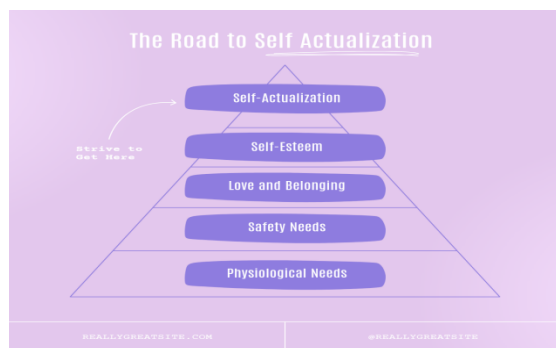 The Road to Self Actualization
Self-Actualization
Strive to
Get Here
Self-Esteem
Love and Belonging
Safety Needs
Physiological Needs
REALLYGREATSITE.COM
@REALLYGREATSITE